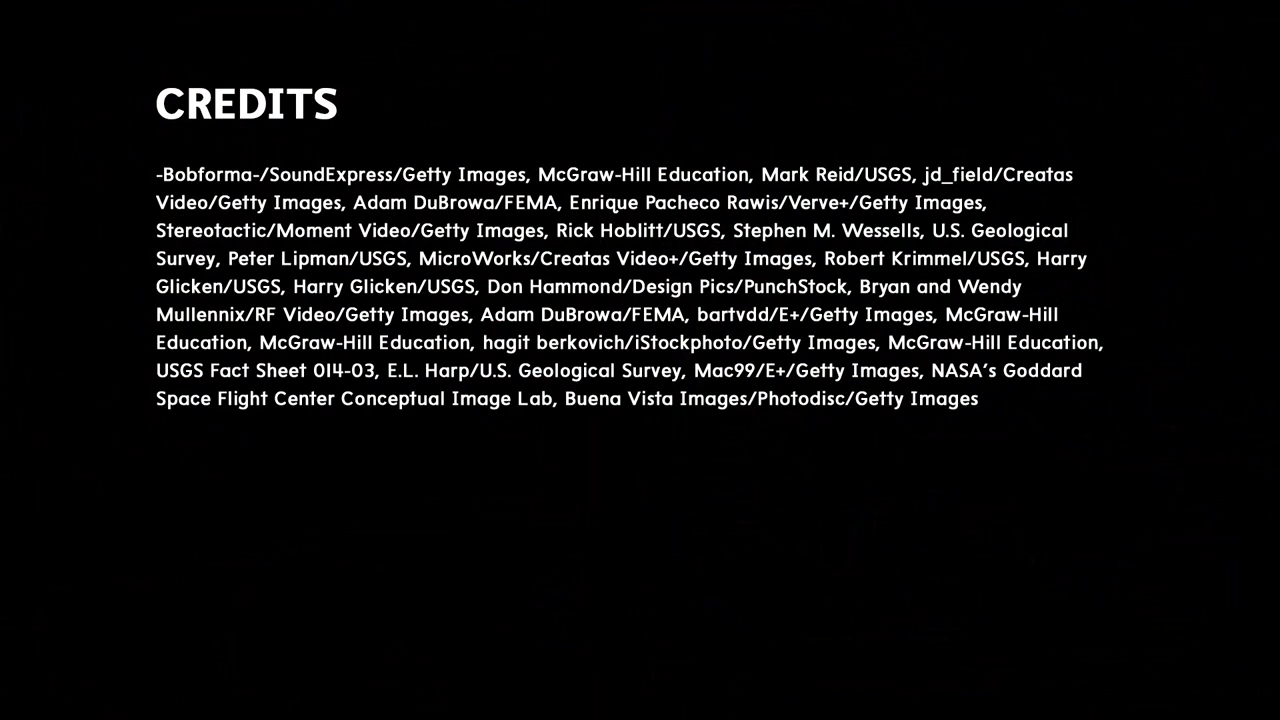 CREDITS
-Bobforma-/SoundExpress/Getty Images, McGraw-Hill Education, Mark Reid/USGS, jd_field/Creatas
Video/Getty Images, Adam DuBrowa/FEMA, Enrique Pacheco Rawis/Verve+/Getty Images,
Stereotactic/Moment Video/Getty Images, Rick Hoblitt/USGS, Stephen M. Wessells, U.S. Geological
Survey, Peter Lipman/USGS, MicroWorks/Creatas Video+/Getty Images, Robert Krimmel/USGS, Harry
Glicken/USGS, Harry Glicken/USGS, Don Hammond/Design Pics/PunchStock, Bryan and Wendy
Mullennix/RF Video/Getty Images, Adam DuBrowa/FEMA, bartvdd/E+/Getty Images, McGraw-Hill
Education, McGraw-Hill Education, hagit berkovich/iStockphoto/Getty Images, McGraw-Hill Education,
USGS Fact Sheet 014-03, E.L. Harp/U.S. Geological Survey, Mac99/E+/Getty Images, NASA's Goddard
Space Flight Center Conceptual Image Lab, Buena Vista Images/Photodisc/Getty Images